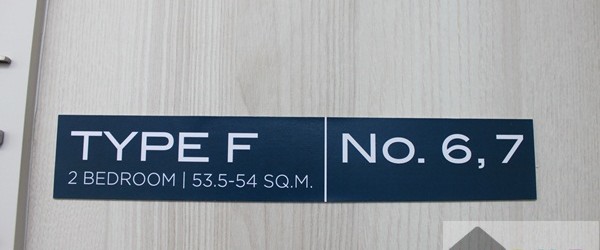 TYPE F
2 BEDROOM | 53.5-54 SQ.M.
No. 6, 7